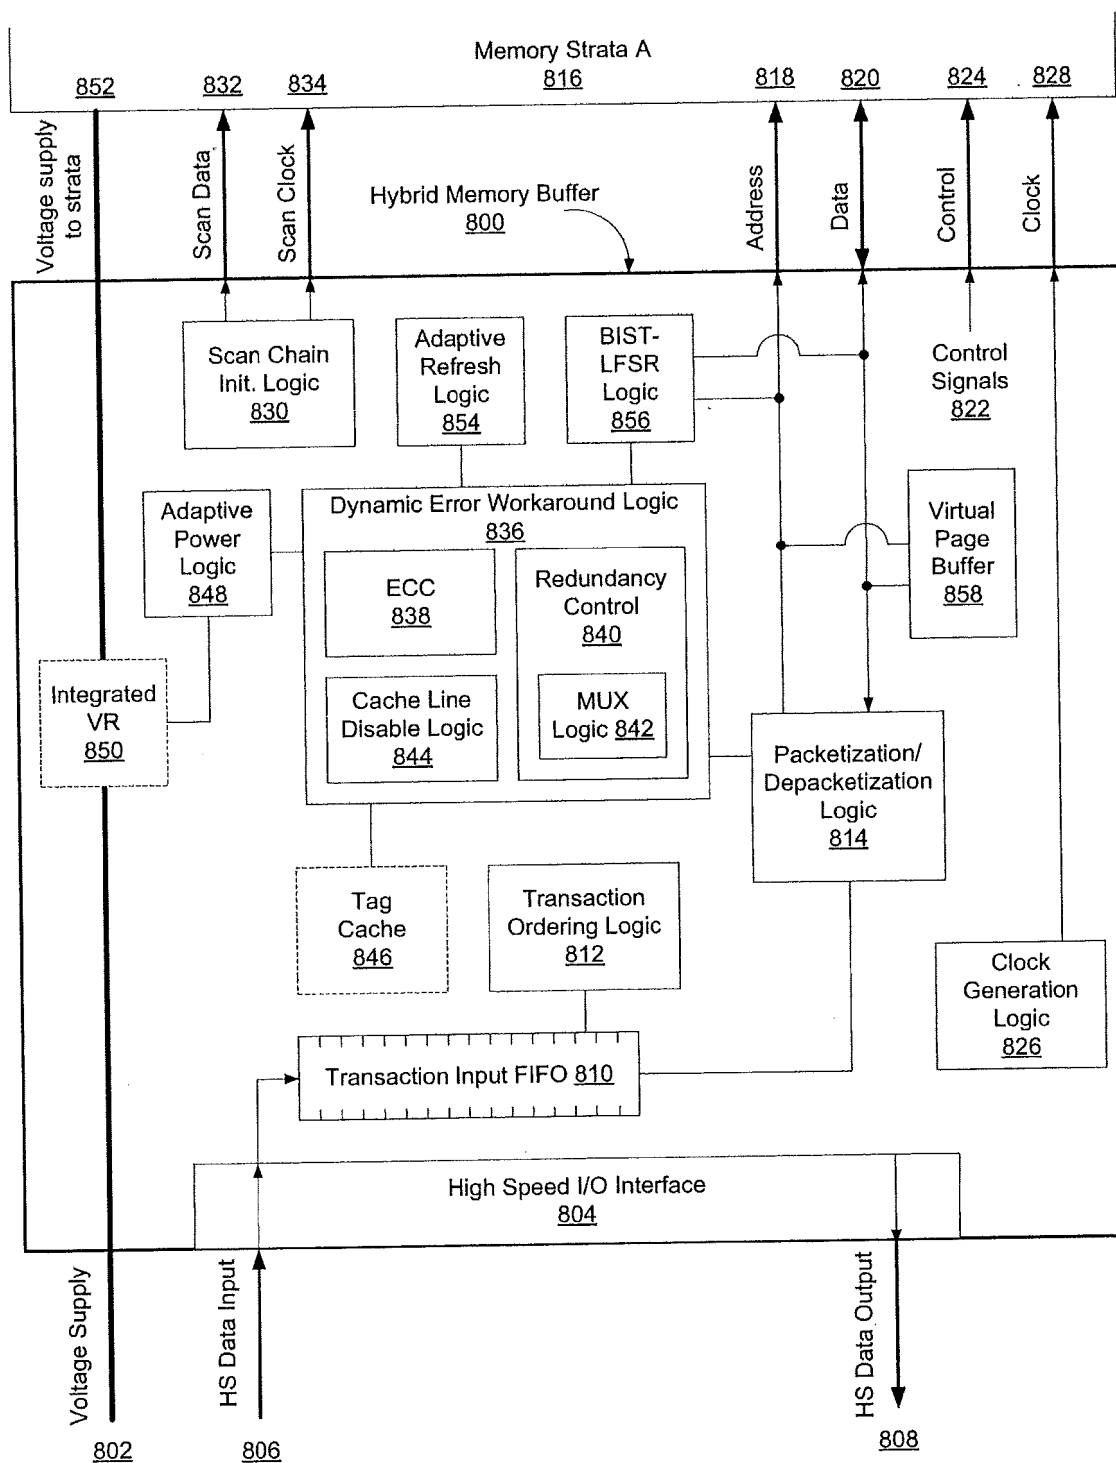 Memory Strata A
852
832
834
816
818
820
824
828
Voltage supply
to strata
Scan Data
Scan Clock
Hybrid Memory Buffer
800
Address
Data
Control
Clock
Scan Chain
Init. Logic
830
Adaptive
Refresh
Logic
854
BIST-
LFSR
Logic
856
Control
Signals
822
Adaptive
Power
Logic
848
Dynamic Error Workaround Logic
836
ECC
838
Redundancy
Control
840
Cache Line
Disable Logic
844
MUX
Logic 842
Virtual
Page
Buffer
858
Integrated
VR
850
Packetization/
Depacketization
Logic
814
Tag
Cache
846
Transaction
Ordering Logic
812
Clock
Generation
Logic
826
Transaction Input FIFO 810
High Speed I/O Interface
804
Voltage Supply
HS Data Input
HS Data Output
802
806
808